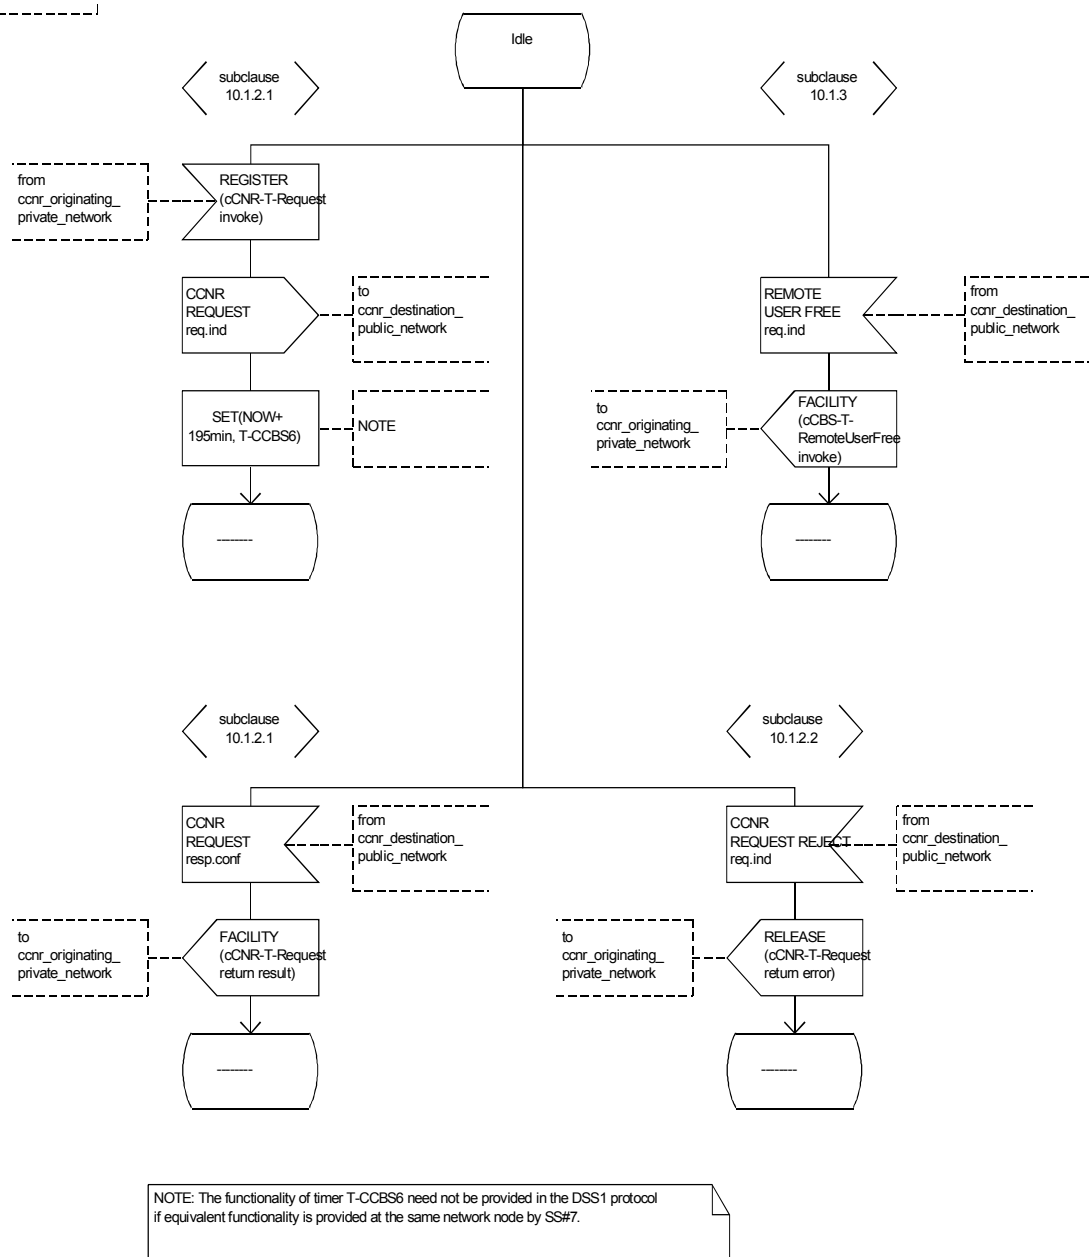 Idle
subclause
10.1.2.1
subclause
10.1.3
from
ccnr_originating_
private_network
REGISTER
(cCNR-T-Request
invoke)
CCNR
REQUEST
req.ind
to
ccnr_destination_
public_network
REMOTE
USER FREE
req.ind
from
ccnr_destination_
public_network
SET(NOW+
195min, T-CCBS6)
NOTE
to
ccnr_originating_
private_network
FACILITY
(cCBS-T-
RemoteUserFree
invoke)
--------
--------
subclause
10.1.2.1
subclause
10.1.2.2
CCNR
REQUEST
resp.conf
from
ccnr_destination_
public_network
CCNR
REQUEST REJECT
req.ind
from
ccnr_destination_
public_network
to
ccnr_originating_
private_network
FACILITY
(cCNR-T-Request
return result)
to
ccnr_originating_
private_network
RELEASE
(cCNR-T-Request
return error)
--------
--------
NOTE: The functionality of timer T-CCBS6 need not be provided in the DSS1 protocol
if equivalent functionality is provided at the same network node by SS#7.